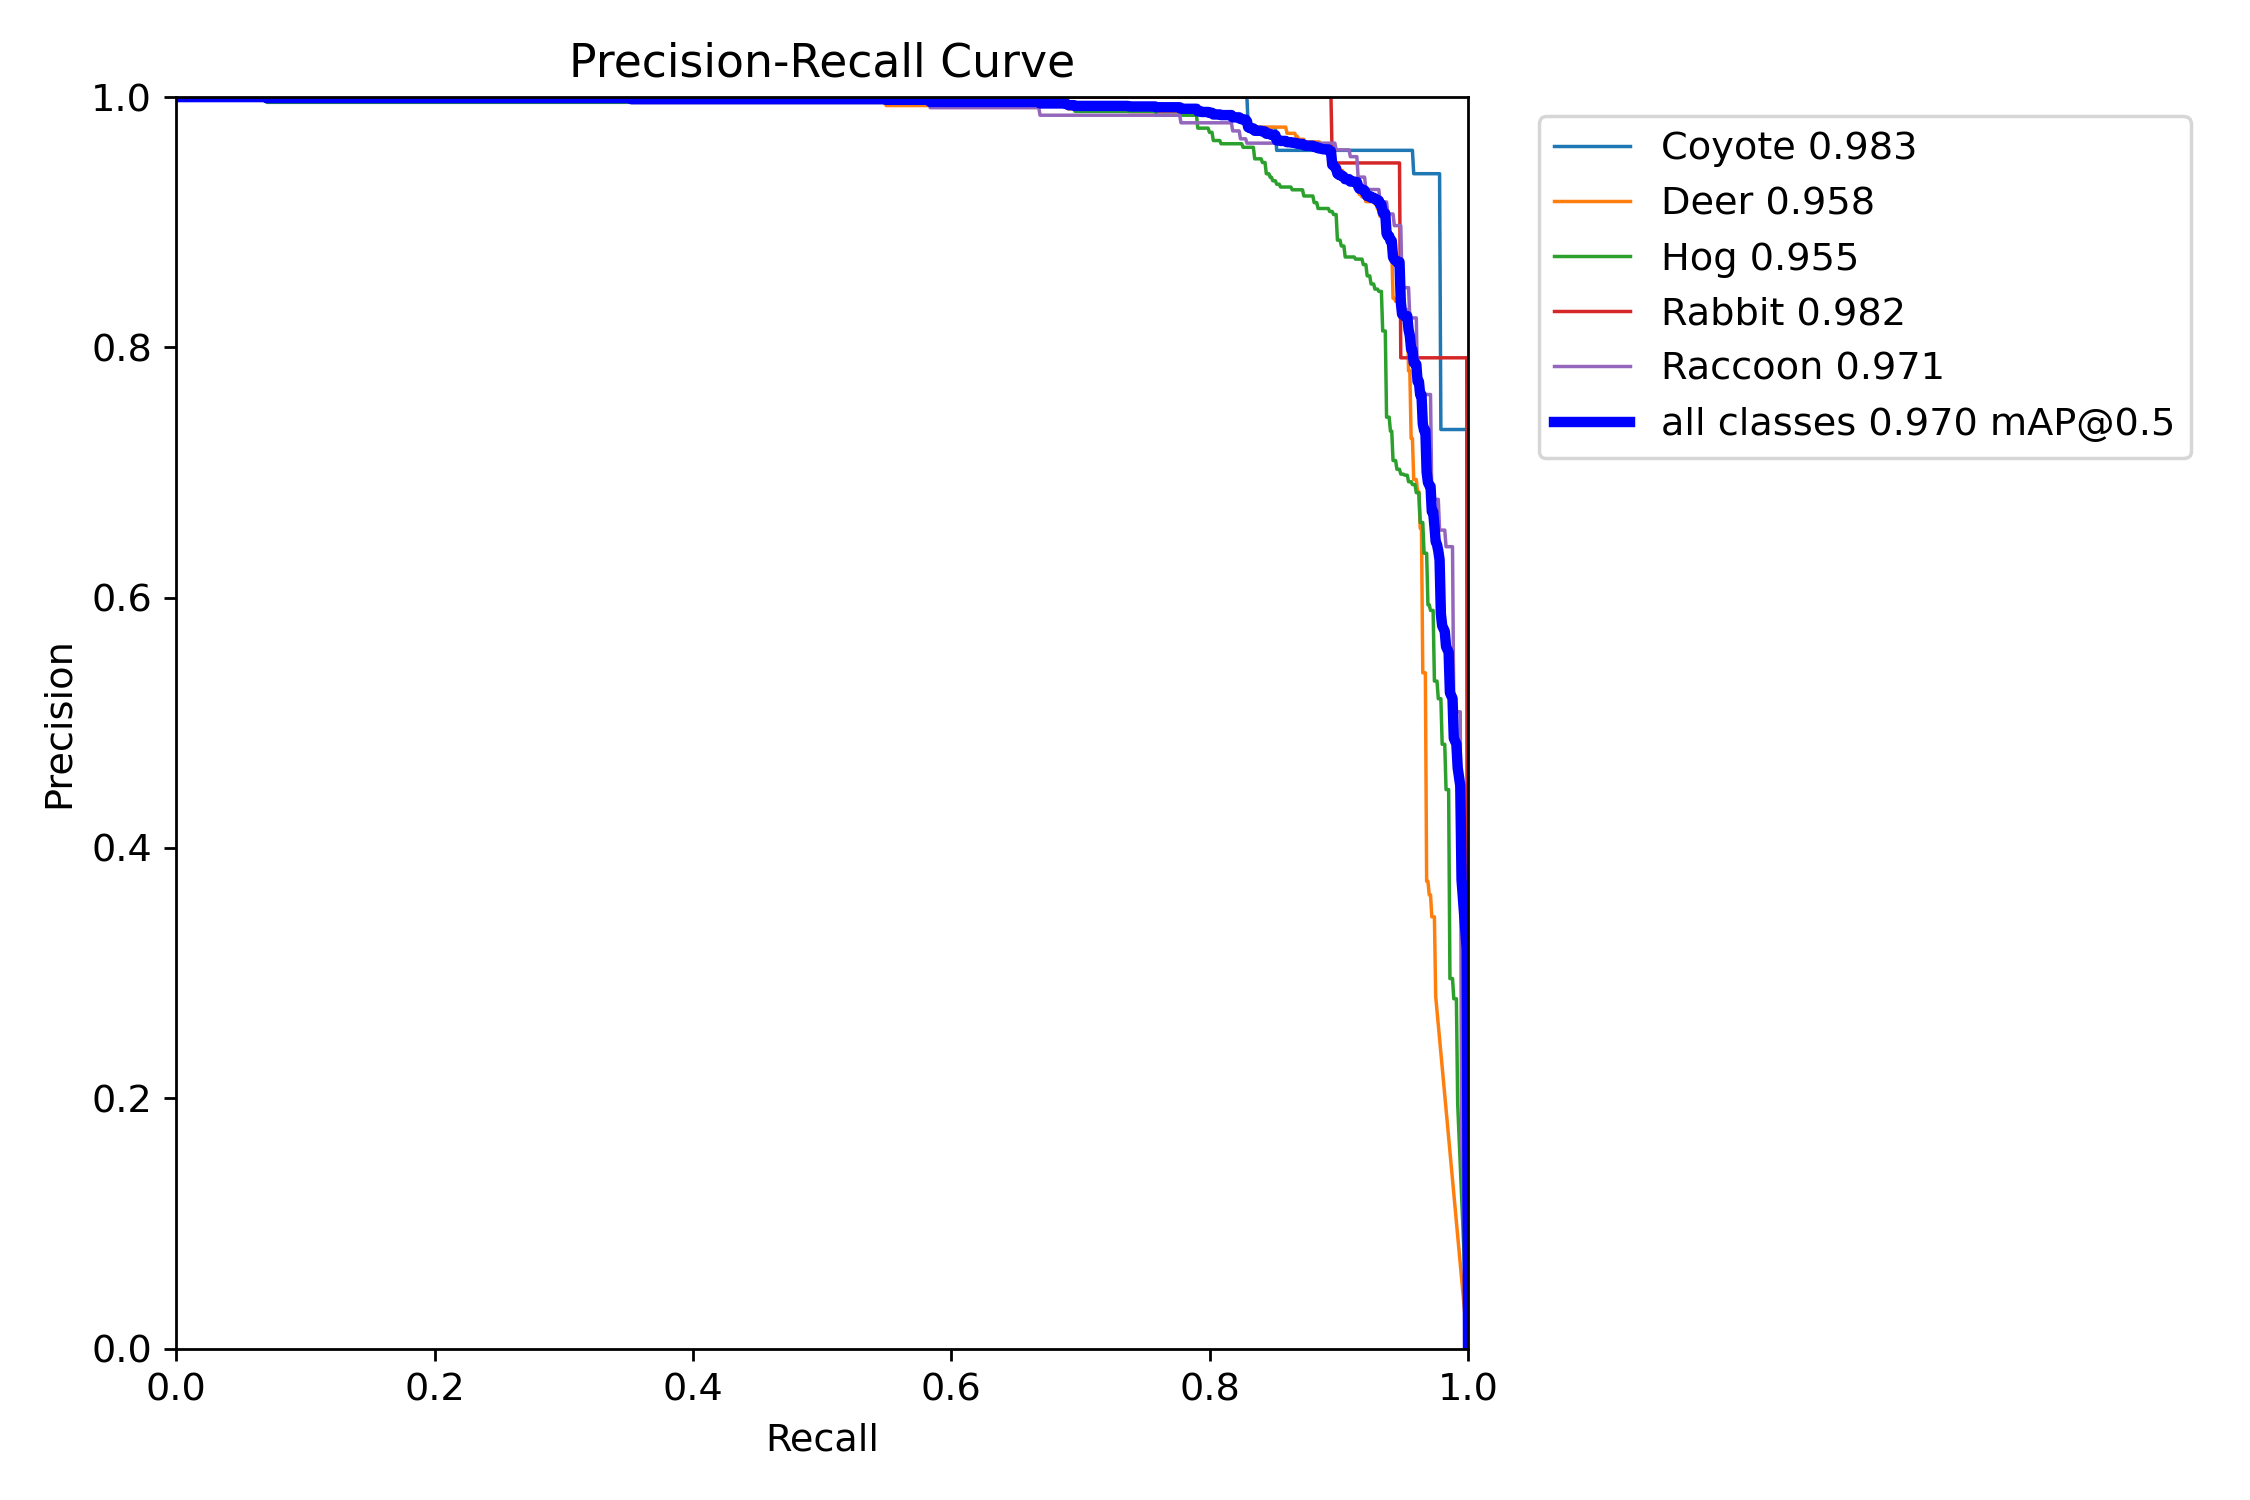 Precision-Recall Curve
1.0
0.8
0.6
0.4
0.2
0.0
Precision
0.0 0.2 0.4 0.6 0.8 1.0
Recall
Coyote 0.983
Deer 0.958
Hog 0.955
Rabbit 0.982
Raccoon 0.971
all classes 0.970 mAP@0.5